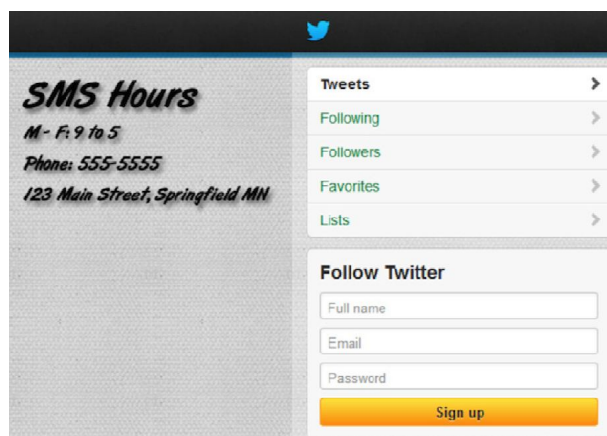 SMS Hours
M - F: 9 to 5
Phone: 555-5555
123 Main Street, Springfield MN
Tweets
Following
Followers
Favorites
Lists
Follow Twitter
Full name
Email
Password
Sign up